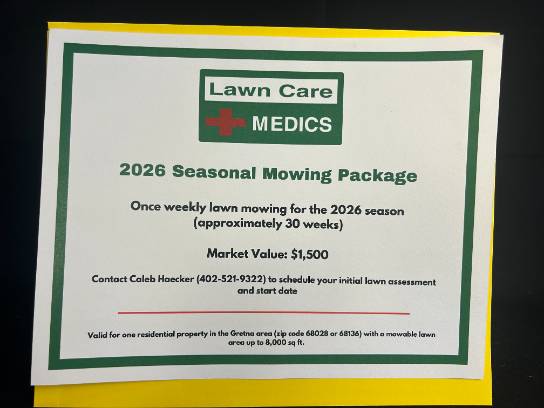 Lawn Care
MEDICS
2026 Seasonal Mowing Package
Once weekly lawn mowing for the 2026 season
(approximately 30 weeks)
Market Value: $1,500
Contact Caleb Haecker (402-521-9322) to schedule your initial lawn assessment
and start date
Valid for one residential property in the Gretna area (zip code 68028 or 68136) with a mowable lawn
area up to 8,000 sq ft.